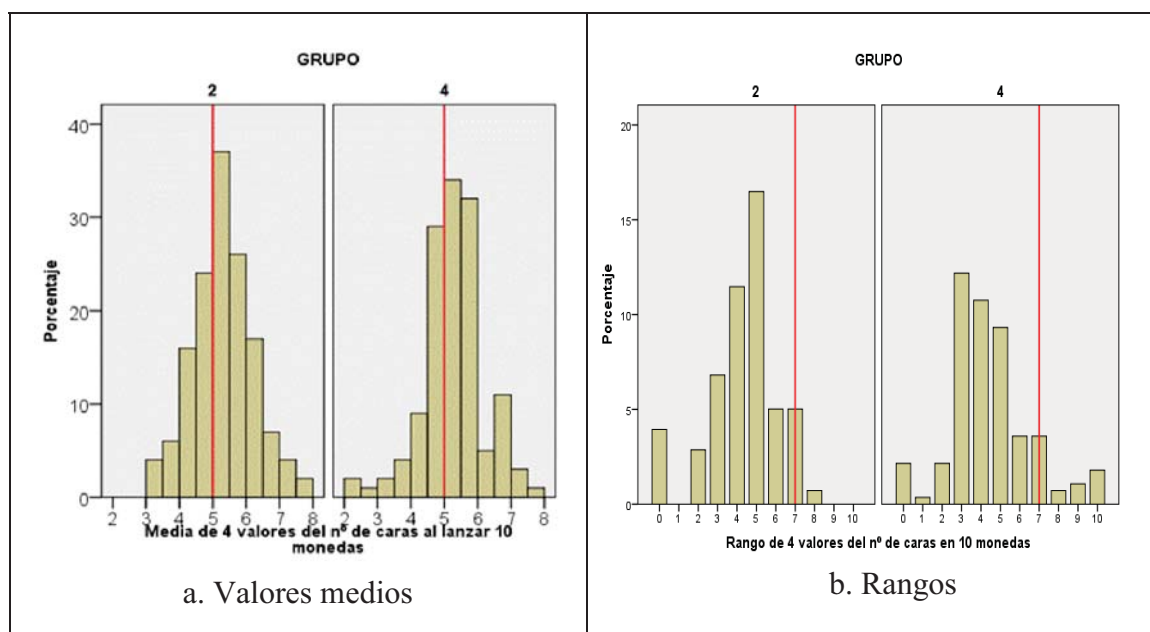 GRUPO
2 4
40
30
20
10
0
Porcentaje
2 3 4 5 6 7 8 2 3 4 5 6 7 8
Media de 4 valores del nº de caras al lanzar 10
monedas
a. Valores medios
GRUPO
2 4
20
15
10
5
0
Porcentaje
0 1 2 3 4 5 6 7 8 9 10 0 1 2 3 4 5 6 7 8 9 10
Rango de 4 valores del nº de caras en 10 monedas
b. Rangos